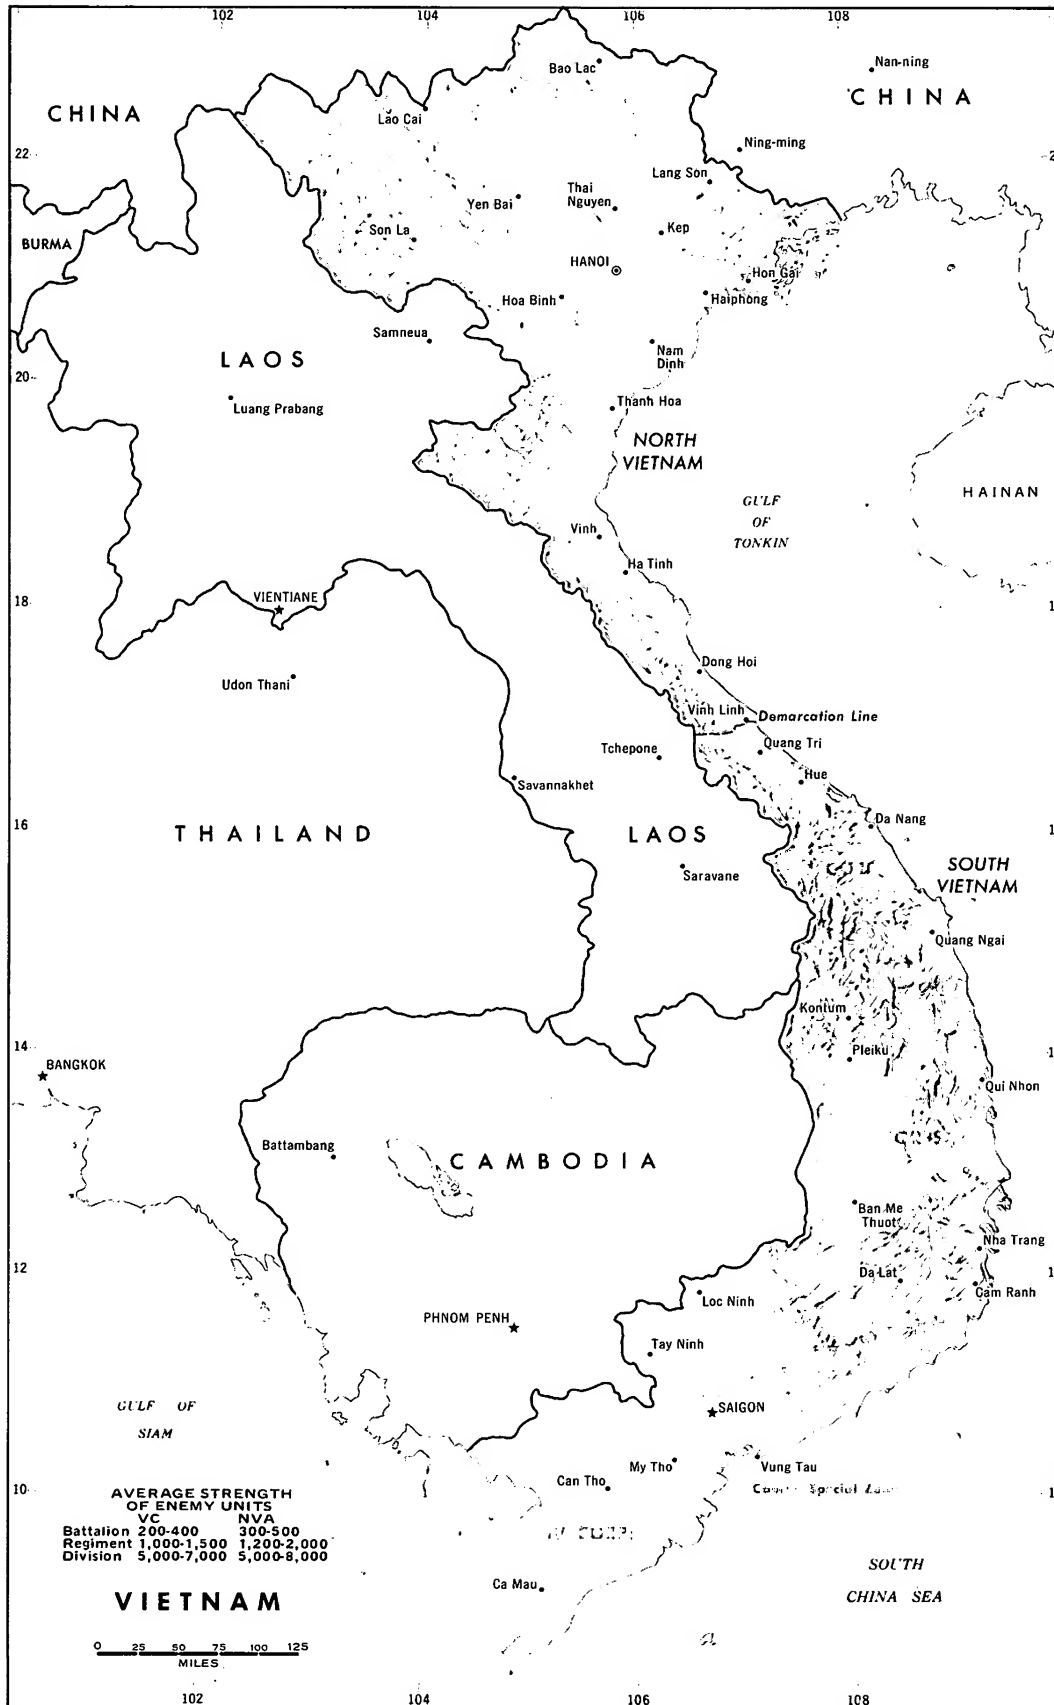 102 104 106 108
Bao Lac
Nan-ning
CHINA
CHINA
Lao Cai
Ning-ming
22
Lang Son
Thai
Nguyen
Yen Bai
Kep
Son La
BURMA
HANOI
Hon Gai
Hoa Binh
Haiphong
Samneua
LAOS
Nam
Dinh
20
Luang Prabang
Thanh Hoa
NORTH
VIETNAM
HAINAN
GULF
OF
TONKIN
Vinh
Ha Tinh
18
VIENTIANE
Dong Hoi
Udon Thani
Vinh Linh
Demarcation Line
Quang Tri
Tchepone
Hue
Savannakhet
16
Da Nang
THAILAND
LAOS
SOUTH
VIETNAM
Saravane
Quang Ngai
Kontum
14
Pleiku
BANGKOK
Qui Nhon
Battambang
CAMBODIA
Ban Me
Thuot
Nha Trang
12
Da Lat
Cam Ranh
Loc Ninh
PHNOM PENH
Tay Ninh
GULF OF
SIAM
SAIGON
My Tho
Vung Tau
Can Tho
10
Special
AVERAGE STRENGTH
OF ENEMY UNITS
VC NVA
Battalion 200-400 300-500
Regiment 1,000-1,500 1,200-2,000
Division 5,000-7,000 5,000-8,000
SOUTH
CHINA SEA
Ca Mau
VIETNAM
0 25 50 75 100 125
MILES
102 104 106 108